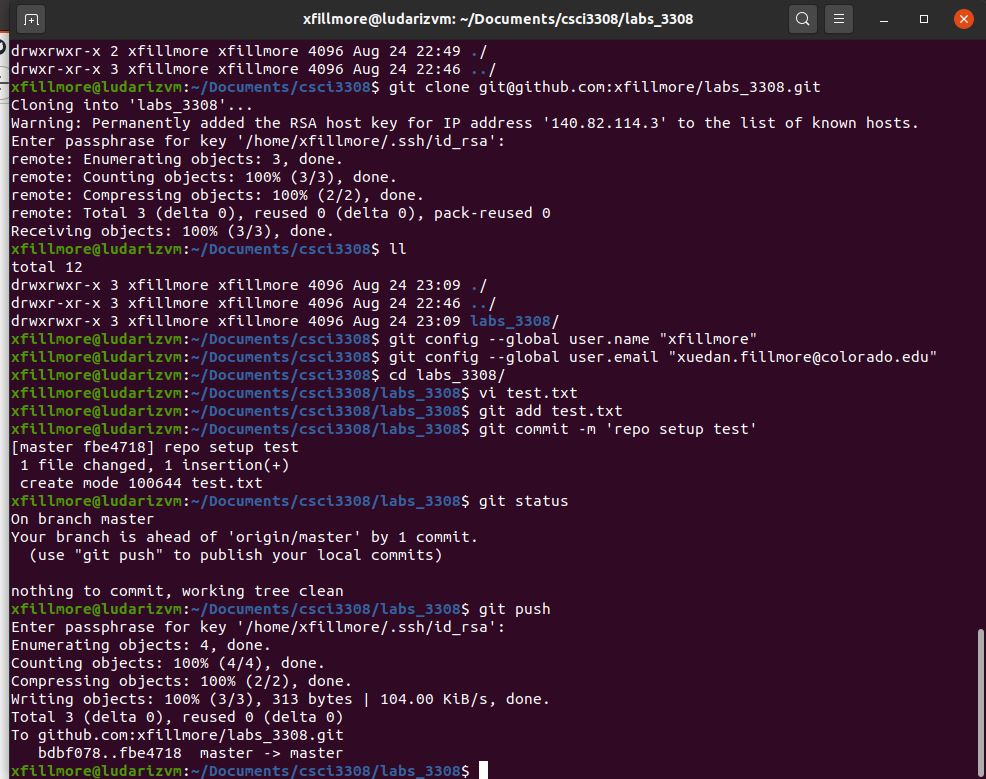 xfillmore@ludarizvm: ~/Documents/csci3308/labs_3308
drwxrwxr-x 2 xfillmore xfillmore 4096 Aug 24 22:49 ./
drwxr-xr-x 3 xfillmore xfillmore 4096 Aug 24 22:46 ../
xfillmore@ludarizvm:~/Documents/csci3308$ git clone git@github.com:xfillmore/labs_3308.git
Cloning into 'labs_3308'...
Warning: Permanently added the RSA host key for IP address '140.82.114.3' to the list of known hosts.
Enter passphrase for key '/home/xfillmore/.ssh/id_rsa':
remote: Enumerating objects: 3, done.
remote: Counting objects: 100% (3/3), done.
remote: Compressing objects: 100% (2/2), done.
remote: Total 3 (delta 0), reused 0 (delta 0), pack-reused 0
Receiving objects: 100% (3/3), done.
xfillmore@ludarizvm:~/Documents/csci3308$ ll
total 12
drwxrwxr-x 3 xfillmore xfillmore 4096 Aug 24 23:09 ./
drwxr-xr-x 3 xfillmore xfillmore 4096 Aug 24 22:46 ../
drwxrwxr-x 3 xfillmore xfillmore 4096 Aug 24 23:09 labs_3308/
xfillmore@ludarizvm:~/Documents/csci3308$ git config --global user.name "xfillmore"
xfillmore@ludarizvm:~/Documents/csci3308$ git config --global user.email "xuedan.fillmore@colorado.edu"
xfillmore@ludarizvm:~/Documents/csci3308$ cd labs_3308/
xfillmore@ludarizvm:~/Documents/csci3308/labs_3308$ vi test.txt
xfillmore@ludarizvm:~/Documents/csci3308/labs_3308$ git add test.txt
xfillmore@ludarizvm:~/Documents/csci3308/labs_3308$ git commit -m 'repo setup test'
[master fbe4718] repo setup test
 1 file changed, 1 insertion(+)
 create mode 100644 test.txt
xfillmore@ludarizvm:~/Documents/csci3308/labs_3308$ git status
On branch master
Your branch is ahead of 'origin/master' by 1 commit.
  (use "git push" to publish your local commits)

nothing to commit, working tree clean
xfillmore@ludarizvm:~/Documents/csci3308/labs_3308$ git push
Enter passphrase for key '/home/xfillmore/.ssh/id_rsa':
Enumerating objects: 4, done.
Counting objects: 100% (4/4), done.
Compressing objects: 100% (2/2), done.
Writing objects: 100% (3/3), 313 bytes | 104.00 KiB/s, done.
Total 3 (delta 0), reused 0 (delta 0)
To github.com:xfillmore/labs_3308.git
   bdbf078..fbe4718  master -> master
xfillmore@ludarizvm:~/Documents/csci3308/labs_3308$